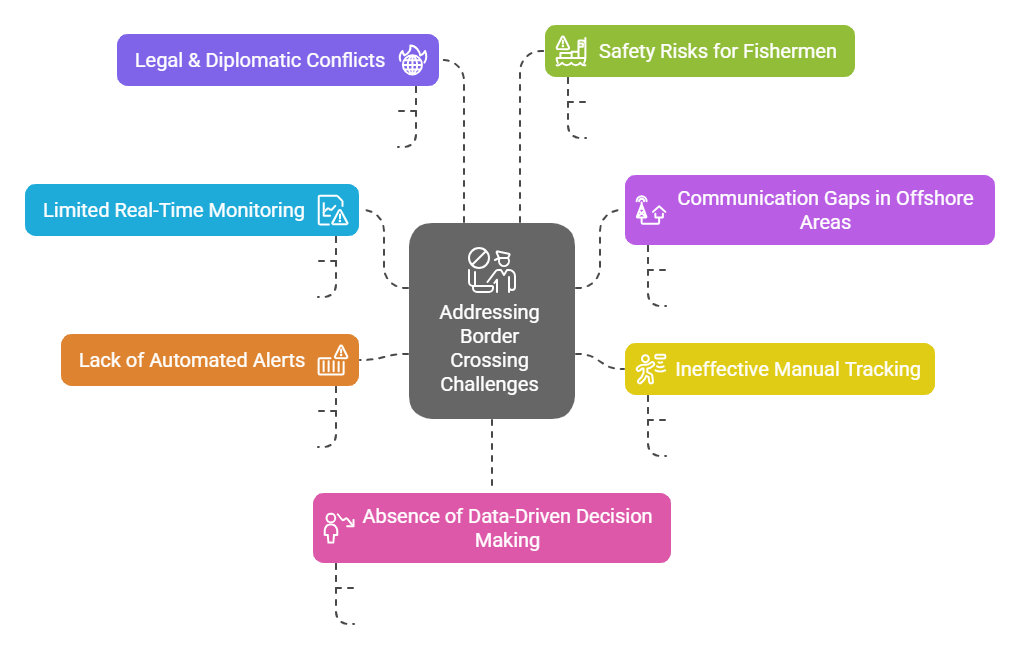 Legal & Diplomatic Conflicts
Safety Risks for Fishermen
Limited Real-Time Monitoring
Communication Gaps in Offshore
Areas
Addressing
Border
Crossing
Challenges
Lack of Automated Alerts
Ineffective Manual Tracking
Absence of Data-Driven Decision
Making